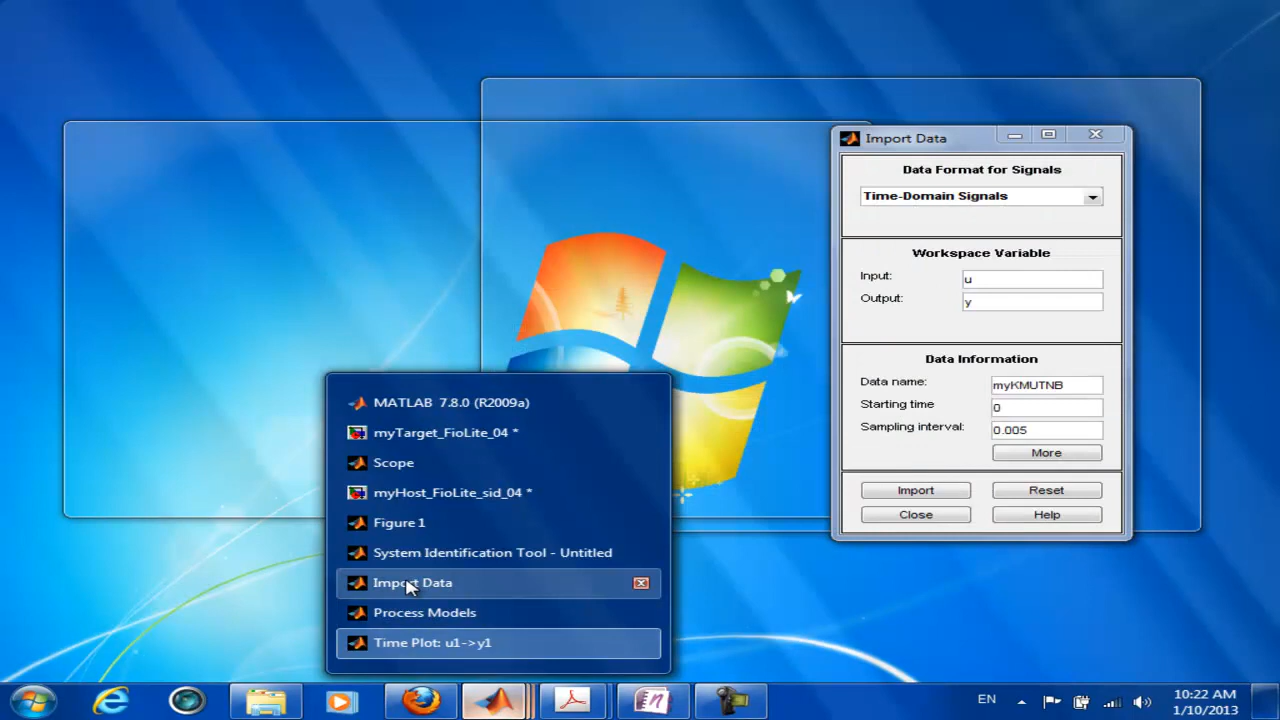 Import Data
Data Format for Signals
Time-Domain Signals
Workspace Variable
Input: u
Output: y
Data Information
Data name: myKMUTNB
Starting time 0
Sampling interval: 0.005
More
Import Reset
Close Help
MATLAB 7.8.0 (R2009a)
myTarget_FioLite_04 *
Scope
myHost_FioLite_sid_04 *
Figure 1
System Identification Tool - Untitled
Import Data
Process Models
Time Plot: u1->y1
EN
10:22 AM
1/10/2013